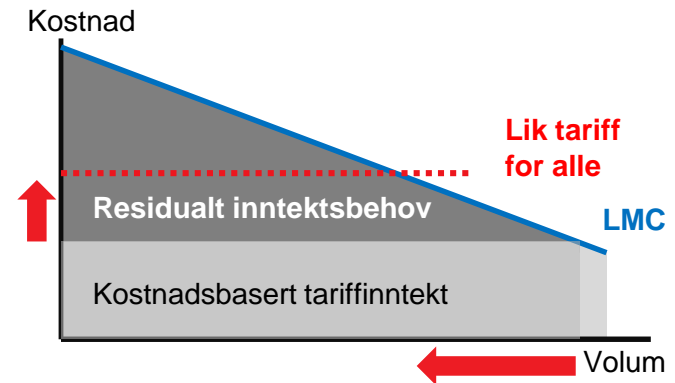 Kostnad
Lik tariff
for alle
Residualt inntektsbehov
LMC
Kostnadsbasert tariffinntekt
Volum